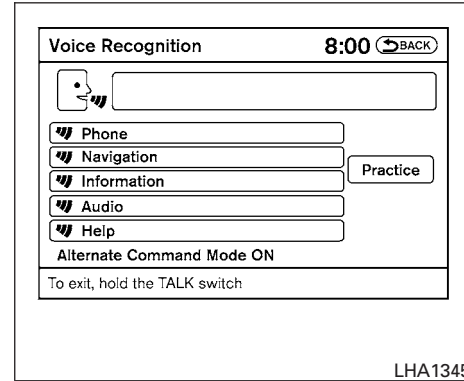 Voice Recognition 8:00 BACK
Phone
Navigation
Practice
Information
Audio
Help
Alternate Command Mode ON
To exit, hold the TALK switch
LHA1345